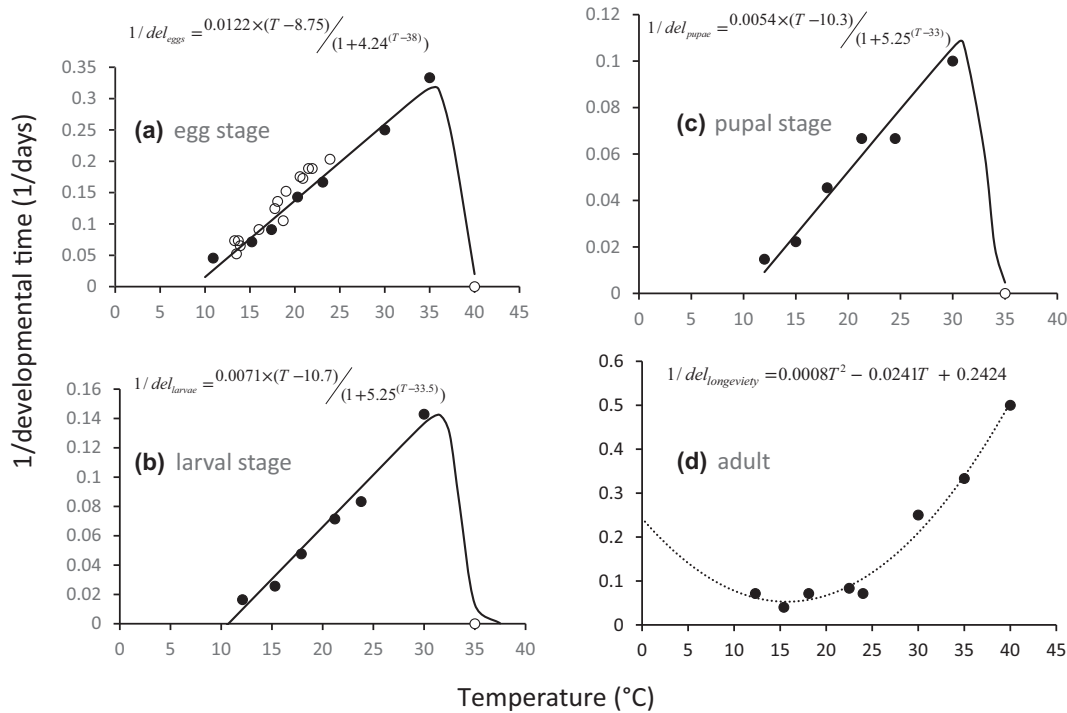 1/del_eggs = 0.0122×(T−8.75)/(1+4.24^(T−38))
0.35
0.3
0.25
0.2
0.15
0.1
0.05
0
(a) egg stage
0 5 10 15 20 25 30 35 40 45
1/del_pupae = 0.0054×(T−10.3)/(1+5.25^(T−33))
0.12
0.1
0.08
0.06
0.04
0.02
0
(c) pupal stage
0 5 10 15 20 25 30 35 40
1/del_larvae = 0.0071×(T−10.7)/(1+5.25^(T−33.5))
0.16
0.14
0.12
0.1
0.08
0.06
0.04
0.02
0
(b) larval stage
0 5 10 15 20 25 30 35 40
1/del_longeviety = 0.0008T² − 0.0241T + 0.2424
0.5
0.4
0.3
0.2
0.1
0
(d) adult
0 5 10 15 20 25 30 35 40 45
1/developmental time (1/days)
Temperature (°C)